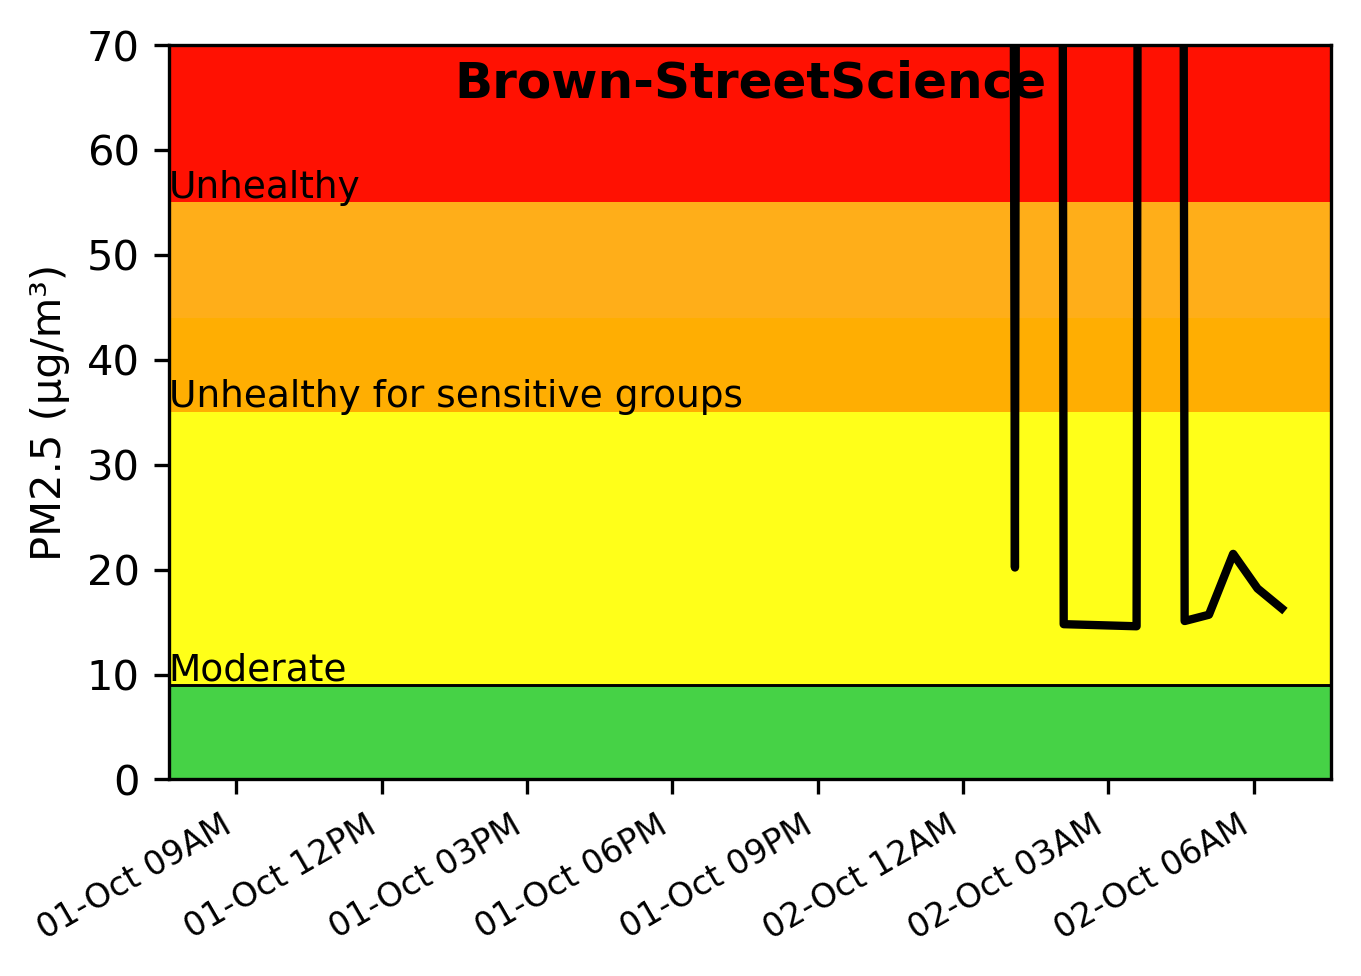 Brown-StreetScience
PM2.5 (µg/m³)
70
60
50
40
30
20
10
0
Unhealthy
Unhealthy for sensitive groups
Moderate
01-Oct 09AM
01-Oct 12PM
01-Oct 03PM
01-Oct 06PM
01-Oct 09PM
02-Oct 12AM
02-Oct 03AM
02-Oct 06AM